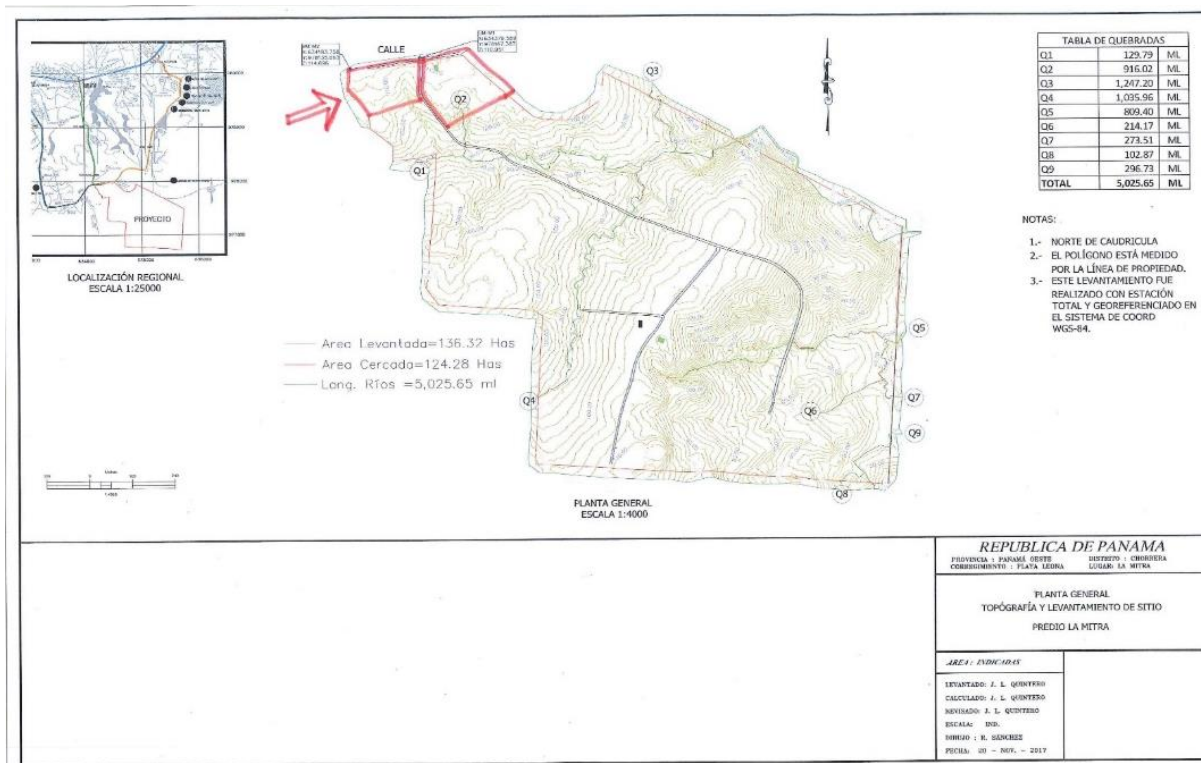 CALLE
Q3
Q2
Q1
Q5
Q4
Q7
Q6
Q9
Q8
PROYECTO
LOCALIZACIÓN REGIONAL
ESCALA 1:25000
Area Levantada=136.32 Has
Area Cercada=124.28 Has
Long. Ríos =5,025.65 ml
PLANTA GENERAL
ESCALA 1:4000
TABLA DE QUEBRADAS
Q1 129.79 ML
Q2 916.02 ML
Q3 1,247.20 ML
Q4 1,035.96 ML
Q5 809.40 ML
Q6 214.17 ML
Q7 273.51 ML
Q8 102.87 ML
Q9 296.73 ML
TOTAL 5,025.65 ML
NOTAS:
1.- NORTE DE CAUDRICULA
2.- EL POLÍGONO ESTÁ MEDIDO
POR LA LÍNEA DE PROPIEDAD.
3.- ESTE LEVANTAMIENTO FUE
REALIZADO CON ESTACIÓN
TOTAL Y GEOREFERENCIADO EN
EL SISTEMA DE COORD
WGS-84.
REPUBLICA DE PANAMA
PROVINCIA : PANAMÁ OESTE DISTRITO : CHORRERA
CORREGIMIENTO : PLAYA LEONA LUGAR: LA MITRA
PLANTA GENERAL
TOPÓGRAFÍA Y LEVANTAMIENTO DE SITIO
PREDIO LA MITRA
AREA : INDICADAS
LEVANTADO: J. L. QUINTERO
CALCULADO: J. L. QUINTERO
REVISADO: J. L. QUINTERO
ESCALA: IND.
DIBUJO : R. SÁNCHEZ
FECHA: 20 - NOV. - 2017